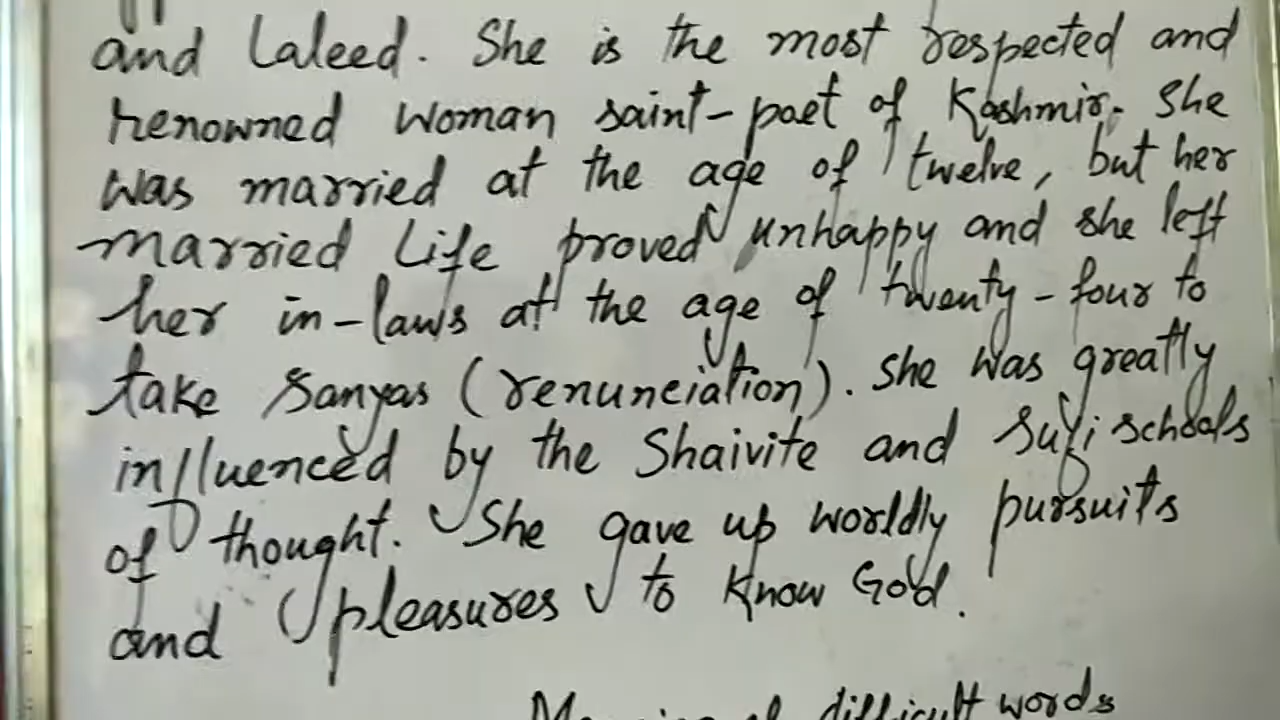 and Laleed. She is the most respected and
renowned woman saint-poet of Kashmir. She
was married at the age of twelve, but her
married life proved unhappy and she left
her in-laws at the age of twenty-four to
take Sanyas (renunciation). She was greatly
influenced by the Shaivite and Sufi schools
of thought. She gave up worldly pursuits
and pleasures to know God.
Meaning of difficult words